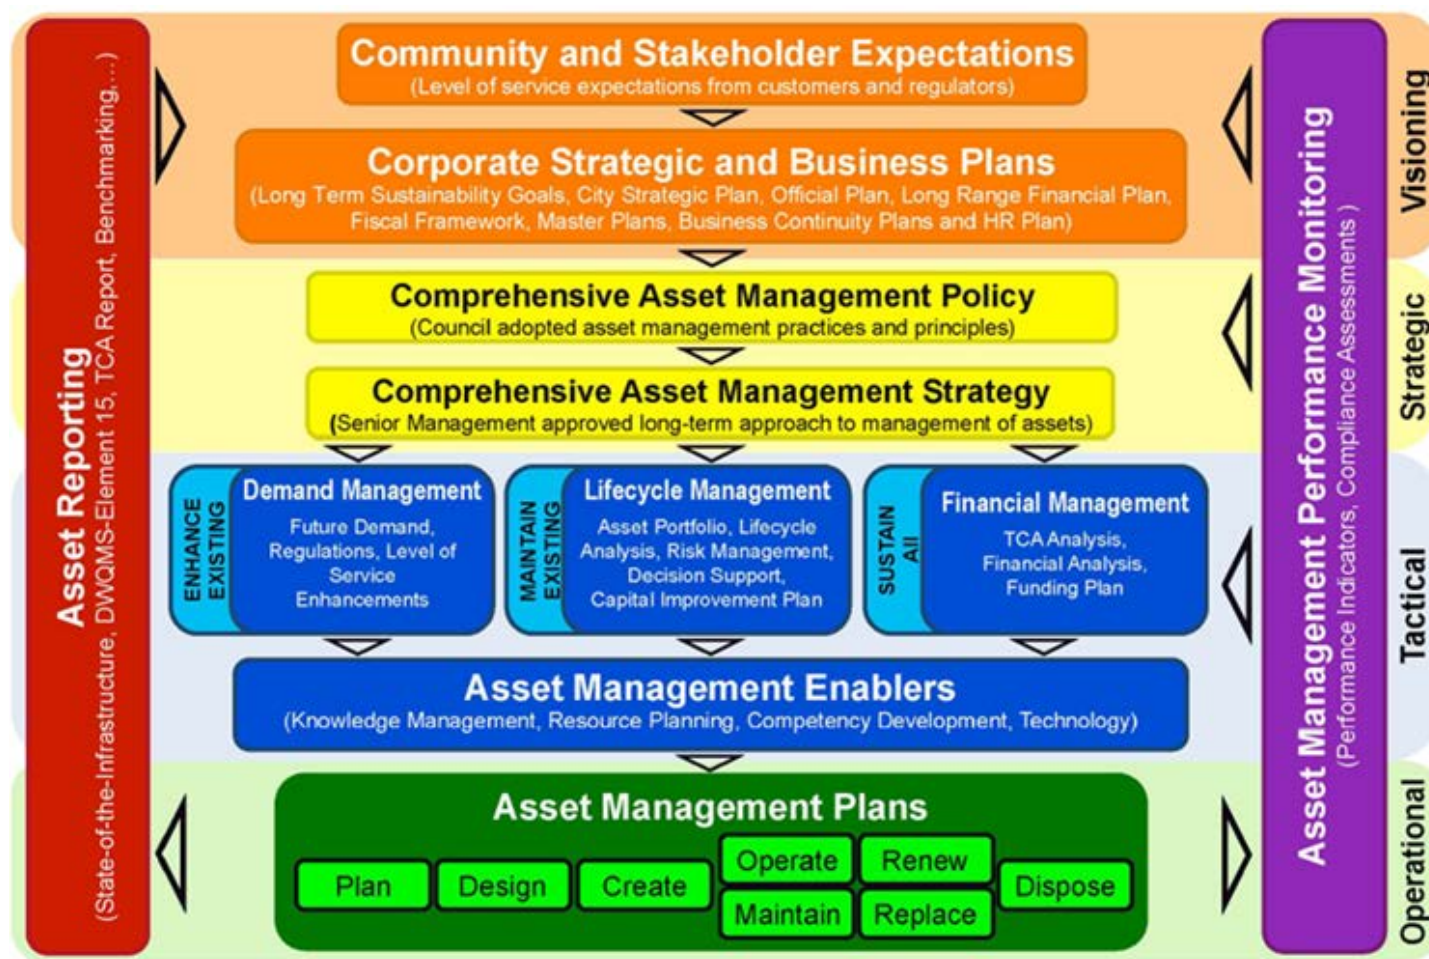 Community and Stakeholder Expectations
(Level of service expectations from customers and regulators)
Corporate Strategic and Business Plans
(Long Term Sustainability Goals, City Strategic Plan, Official Plan, Long Range Financial Plan,
Fiscal Framework, Master Plans, Business Continuity Plans and HR Plan)
Comprehensive Asset Management Policy
(Council adopted asset management practices and principles)
Comprehensive Asset Management Strategy
(Senior Management approved long-term approach to management of assets)
ENHANCE
EXISTING
Demand Management
Future Demand,
Regulations, Level of
Service
Enhancements
MAINTAIN
EXISTING
Lifecycle Management
Asset Portfolio, Lifecycle
Analysis, Risk Management,
Decision Support,
Capital Improvement Plan
SUSTAIN
All
Financial Management
TCA Analysis,
Financial Analysis,
Funding Plan
Asset Management Enablers
(Knowledge Management, Resource Planning, Competency Development, Technology)
Asset Management Plans
Plan
Design
Create
Operate
Maintain
Renew
Replace
Dispose
Asset Reporting
(State-of-the-Infrastructure, DWQMS-Element 15, TCA Report, Benchmarking,...)
Asset Management Performance Monitoring
(Performance Indicators, Compliance Assessments )
Visioning
Strategic
Tactical
Operational